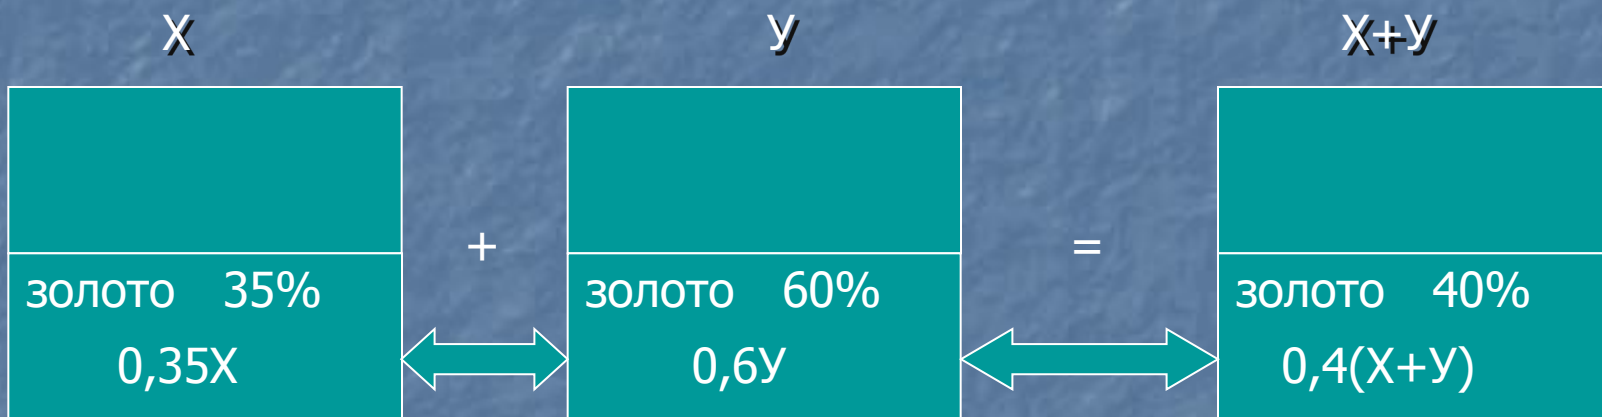 Х У Х+У
+ =
золото 35% золото 60% золото 40%
0,35Х 0,6У 0,4(Х+У)